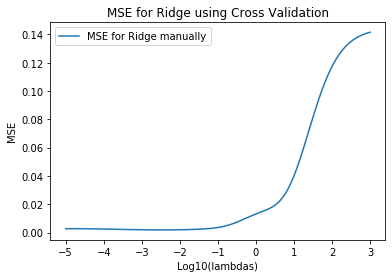 MSE for Ridge using Cross Validation
MSE for Ridge manually
0.14
0.12
0.10
0.08
0.06
0.04
0.02
0.00
MSE
−5 −4 −3 −2 −1 0 1 2 3
Log10(lambdas)